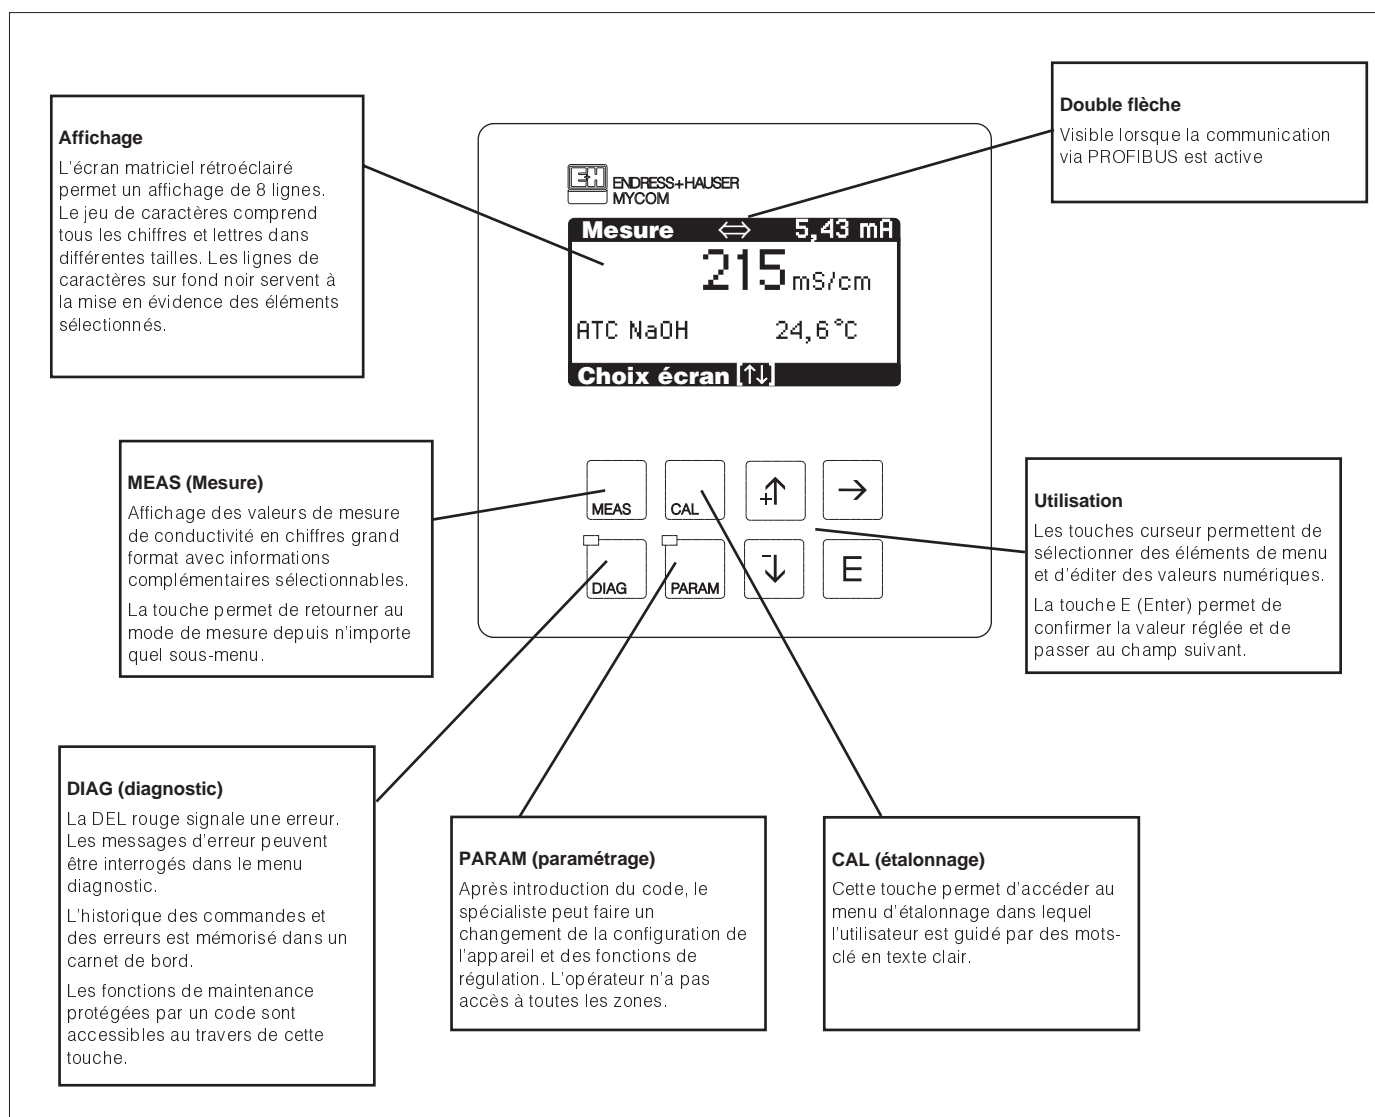 Affichage
L'écran matriciel rétroéclairé
permet un affichage de 8 lignes.
Le jeu de caractères comprend
tous les chiffres et lettres dans
différentes tailles. Les lignes de
caractères sur fond noir servent à
la mise en évidence des éléments
sélectionnés.
Double flèche
Visible lorsque la communication
via PROFIBUS est active
E+H
ENDRESS+HAUSER
MYCOM
Mesure ⇔ 5,43 mA
215 mS/cm
ATC NaOH 24,6°C
Choix écran [↑↓]
MEAS (Mesure)
Affichage des valeurs de mesure
de conductivité en chiffres grand
format avec informations
complémentaires sélectionnables.
La touche permet de retourner au
mode de mesure depuis n'importe
quel sous-menu.
MEAS
CAL
+↑
→
DIAG
PARAM
-↓
E
Utilisation
Les touches curseur permettent de
sélectionner des éléments de menu
et d'éditer des valeurs numériques.
La touche E (Enter) permet de
confirmer la valeur réglée et de
passer au champ suivant.
DIAG (diagnostic)
La DEL rouge signale une erreur.
Les messages d'erreur peuvent
être interrogés dans le menu
diagnostic.
L'historique des commandes et
des erreurs est mémorisé dans un
carnet de bord.
Les fonctions de maintenance
protégées par un code sont
accessibles au travers de cette
touche.
PARAM (paramétrage)
Après introduction du code, le
spécialiste peut faire un
changement de la configuration de
l'appareil et des fonctions de
régulation. L'opérateur n'a pas
accès à toutes les zones.
CAL (étalonnage)
Cette touche permet d'accéder au
menu d'étalonnage dans lequel
l'utilisateur est guidé par des mots-
clé en texte clair.